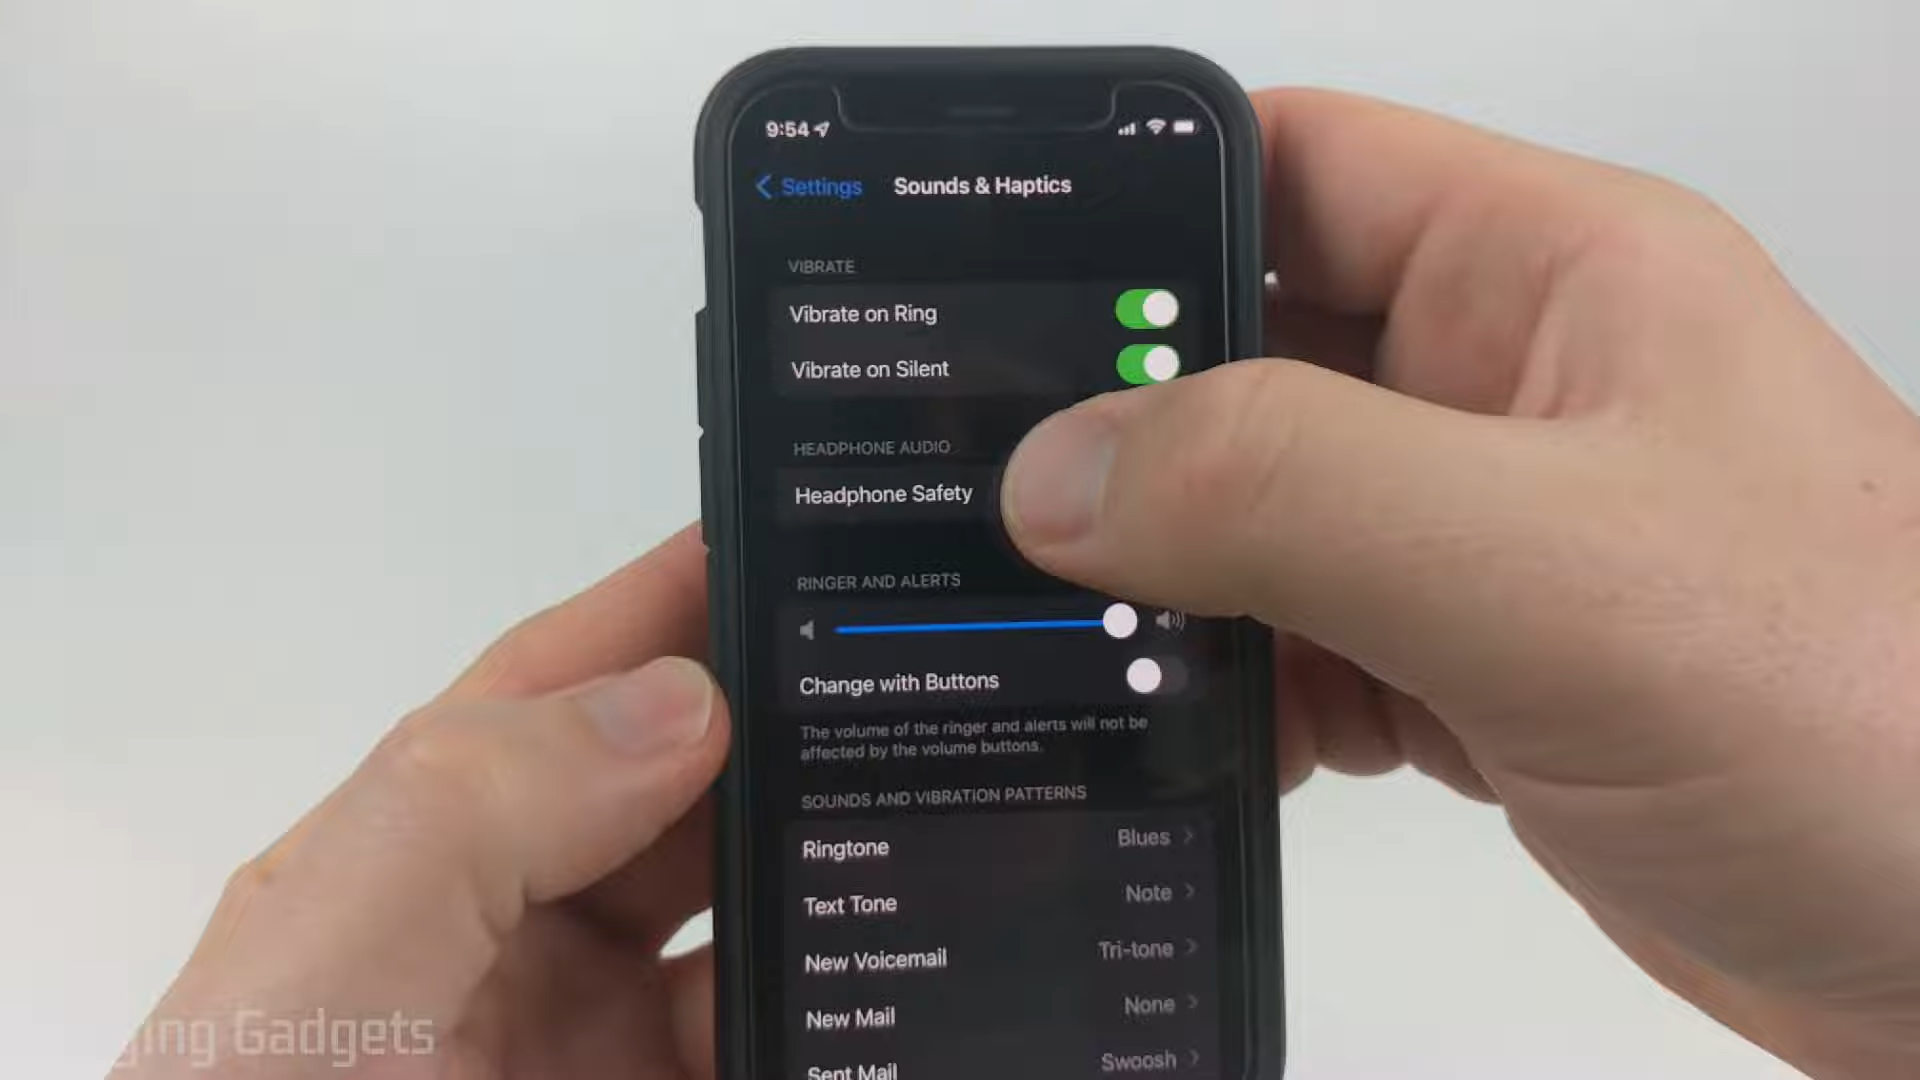 9:54
Settings Sounds & Haptics
VIBRATE
Vibrate on Ring
Vibrate on Silent
HEADPHONE AUDIO
Headphone Safety
RINGER AND ALERTS
Change with Buttons
The volume of the ringer and alerts will not be
affected by the volume buttons.
SOUNDS AND VIBRATION PATTERNS
Ringtone Blues
Text Tone Note
New Voicemail Tri-tone
New Mail None
Sent Mail Swoosh
Gadgets